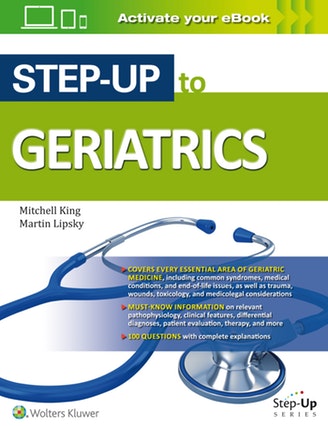 Activate your eBook
STEP-UP to
GERIATRICS
Mitchell King
Martin Lipsky
COVERS EVERY ESSENTIAL AREA OF GERIATRIC
MEDICINE, including common syndromes, medical
conditions, and end-of-life issues, as well as trauma,
wounds, toxicology, and medicolegal considerations
MUST-KNOW INFORMATION on relevant
pathophysiology, clinical features, differential
diagnoses, patient evaluation, therapy, and more
100 QUESTIONS with complete explanations
Wolters Kluwer
Step-Up
SERIES